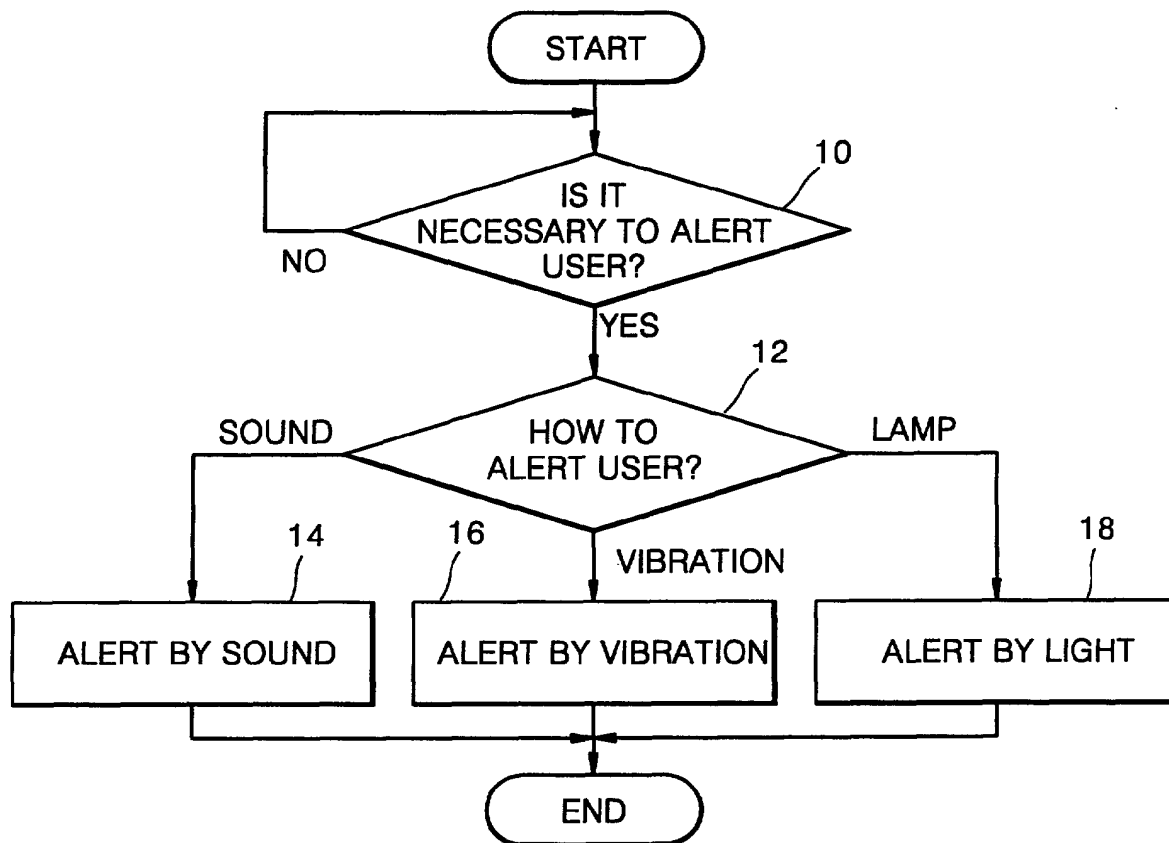 START
10
IS IT
NECESSARY TO ALERT
USER?
NO
YES
12
SOUND
HOW TO
ALERT USER?
LAMP
14
16
VIBRATION
18
ALERT BY SOUND
ALERT BY VIBRATION
ALERT BY LIGHT
END